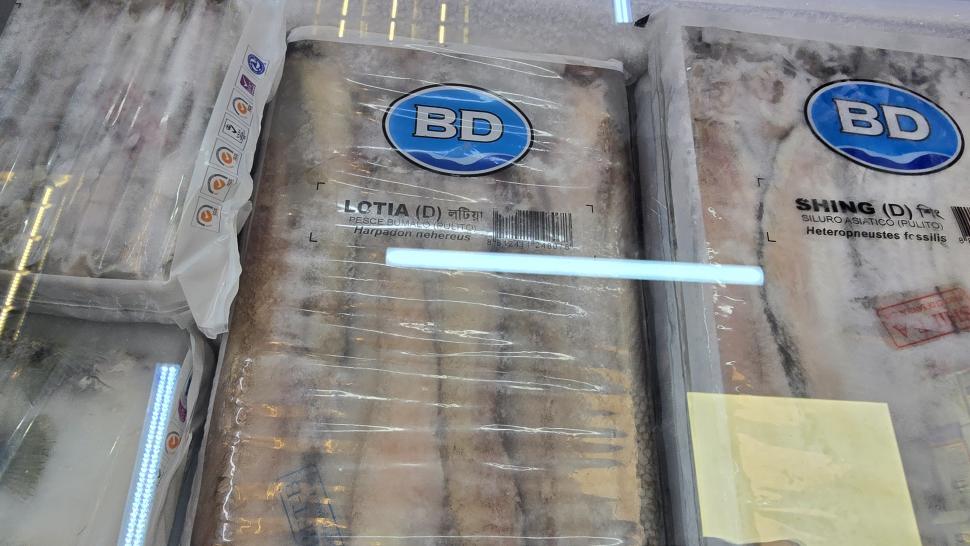 BD
LOTIA (D) লটিয়া
PESCE BUMALO (PULITO)
Harpadon nehereus
BD
SHING (D) শিং
SILURO ASIATICO (PULITO)
Heteropneustes fossilis